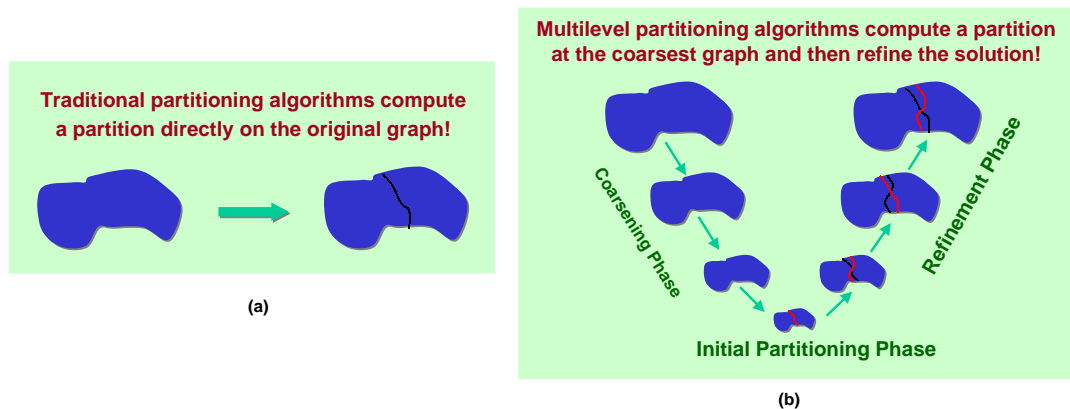 Traditional partitioning algorithms compute
a partition directly on the original graph!
(a)
Multilevel partitioning algorithms compute a partition
at the coarsest graph and then refine the solution!
Coarsening Phase
Refinement Phase
Initial Partitioning Phase
(b)